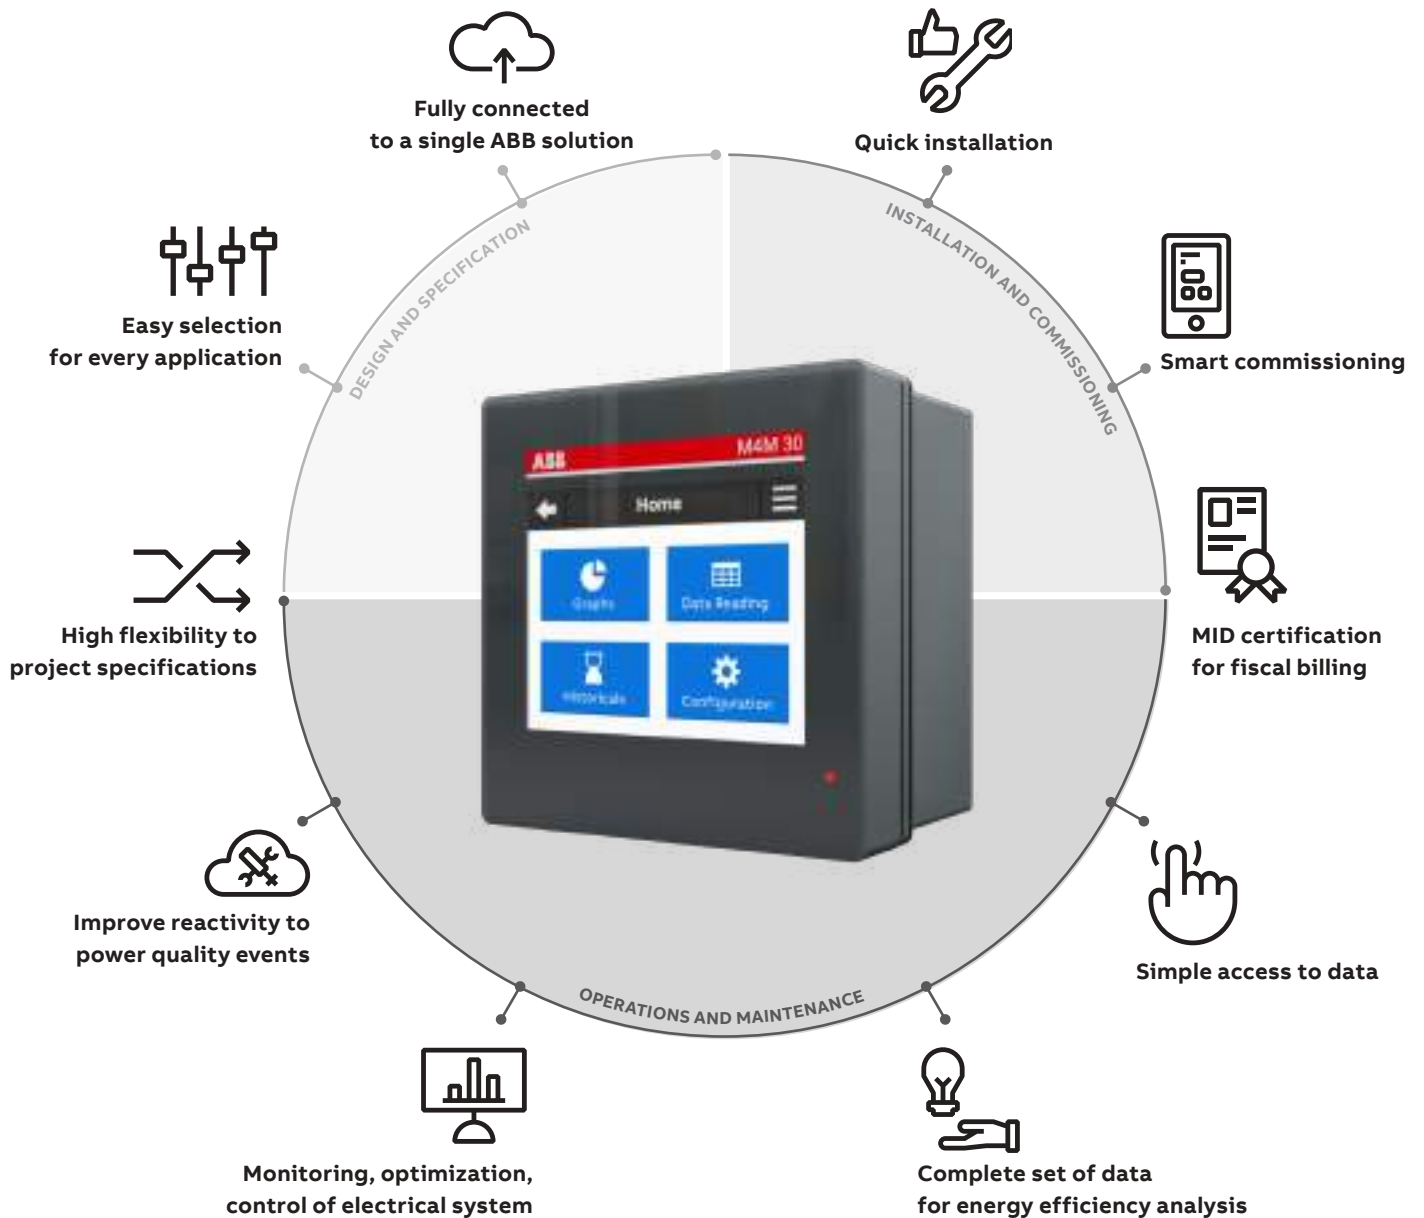 Fully connected
to a single ABB solution
Quick installation
DESIGN AND SPECIFICATION
INSTALLATION AND COMMISSIONING
Easy selection
for every application
Smart commissioning
ABB
M4M 30
Home
Graphs
Data Reading
Historicals
Configuration
High flexibility to
project specifications
MID certification
for fiscal billing
Improve reactivity to
power quality events
Simple access to data
OPERATIONS AND MAINTENANCE
Monitoring, optimization,
control of electrical system
Complete set of data
for energy efficiency analysis